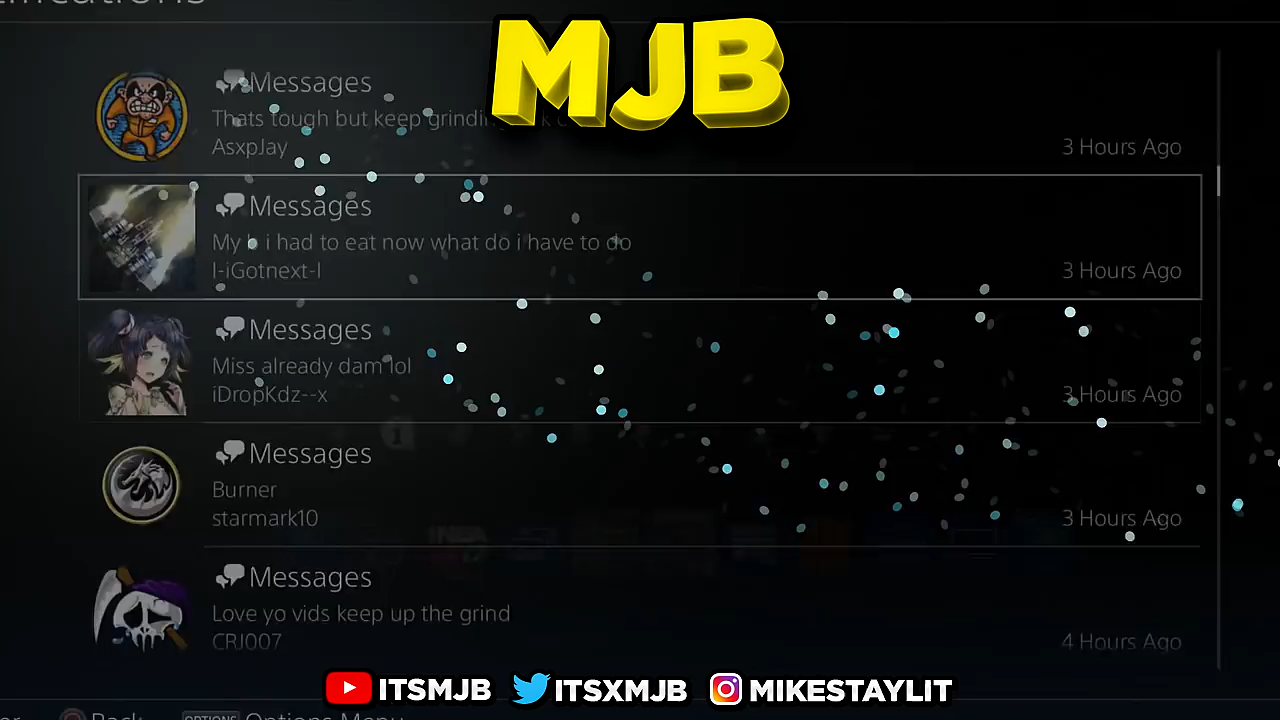 MJB
Messages
Thats tough but keep grinding
AsxpJay
3 Hours Ago
Messages
My b i had to eat now what do i have to do
I-iGotnext-I
3 Hours Ago
Messages
Miss already dam lol
iDropKdz--x
3 Hours Ago
Messages
Burner
starmark10
3 Hours Ago
Messages
Love yo vids keep up the grind
CRJ007
4 Hours Ago
ITSMJB
ITSXMJB
MIKESTAYLIT
Back
OPTIONS Options Menu